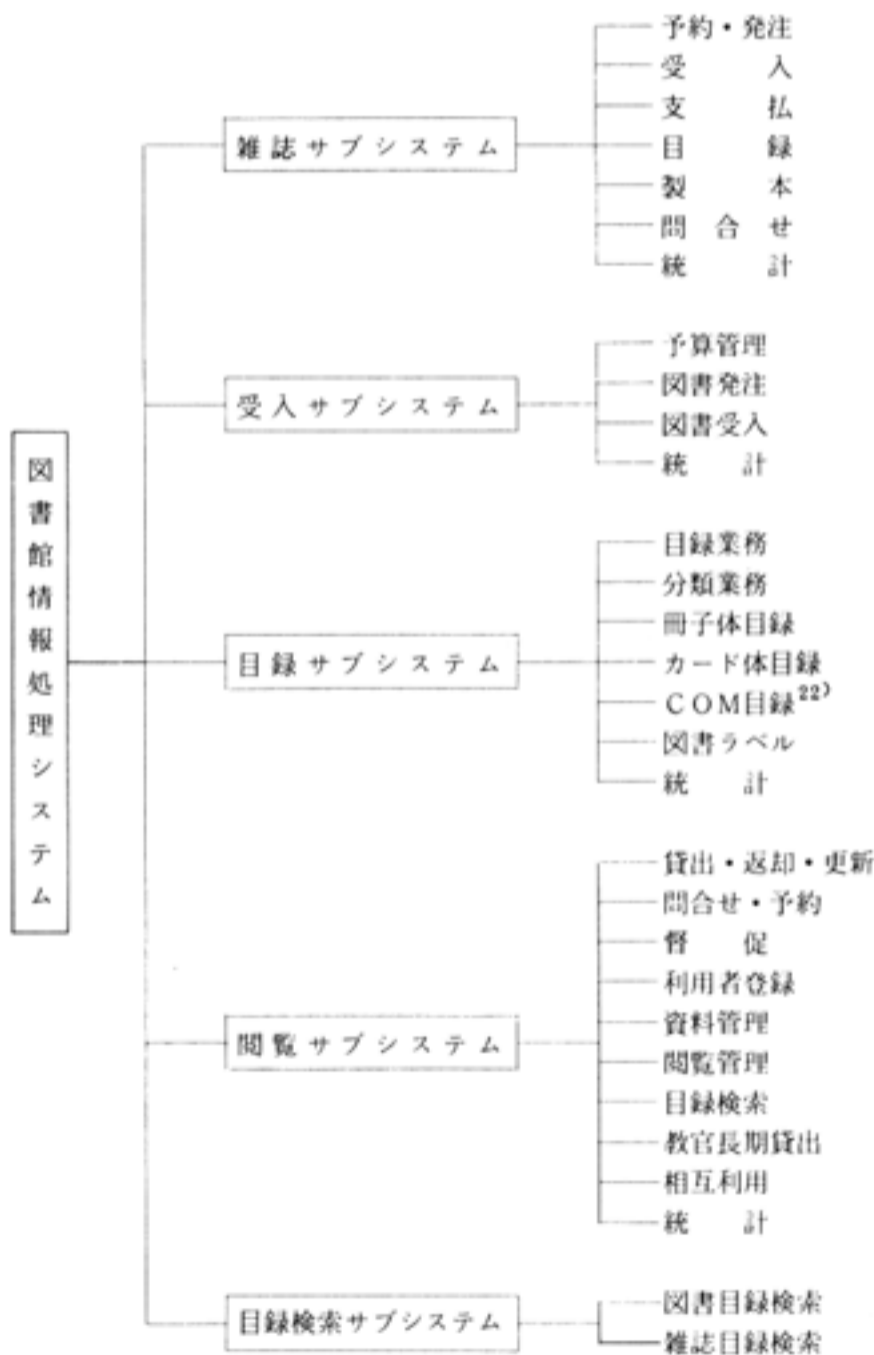 図書館情報処理システム
雑誌サブシステム
予約・発注
受入
支払
目録
製本
問合せ
統計
受入サブシステム
予算管理
図書発注
図書受入
統計
目録サブシステム
目録業務
分類業務
冊子体目録
カード体目録
COM目録22)
図書ラベル
統計
閲覧サブシステム
貸出・返却・更新
問合せ・予約
督促
利用者登録
資料管理
閲覧管理
目録検索
教官長期貸出
相互利用
統計
目録検索サブシステム
図書目録検索
雑誌目録検索